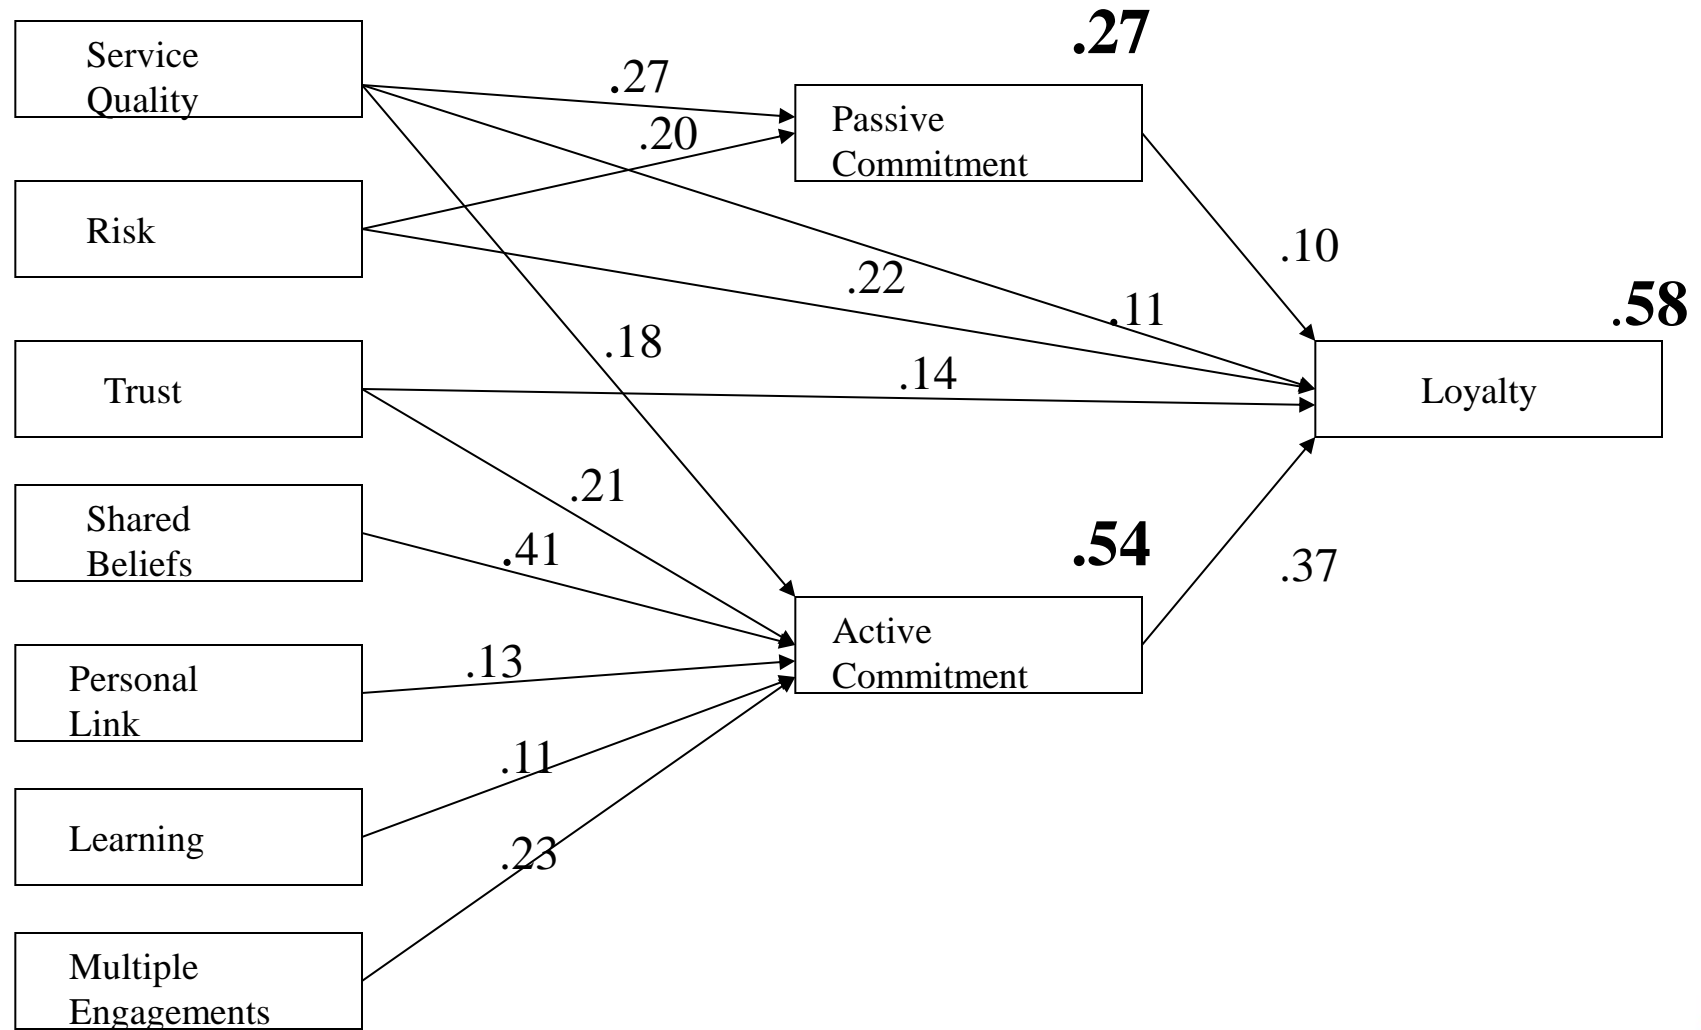 Service
Quality
Risk
Trust
Shared
Beliefs
Personal
Link
Learning
Multiple
Engagements
.27
.20
.22
.11
.18
.14
.21
.41
.13
.11
.23
.27
Passive
Commitment
.54
Active
Commitment
.10
.37
.58
Loyalty